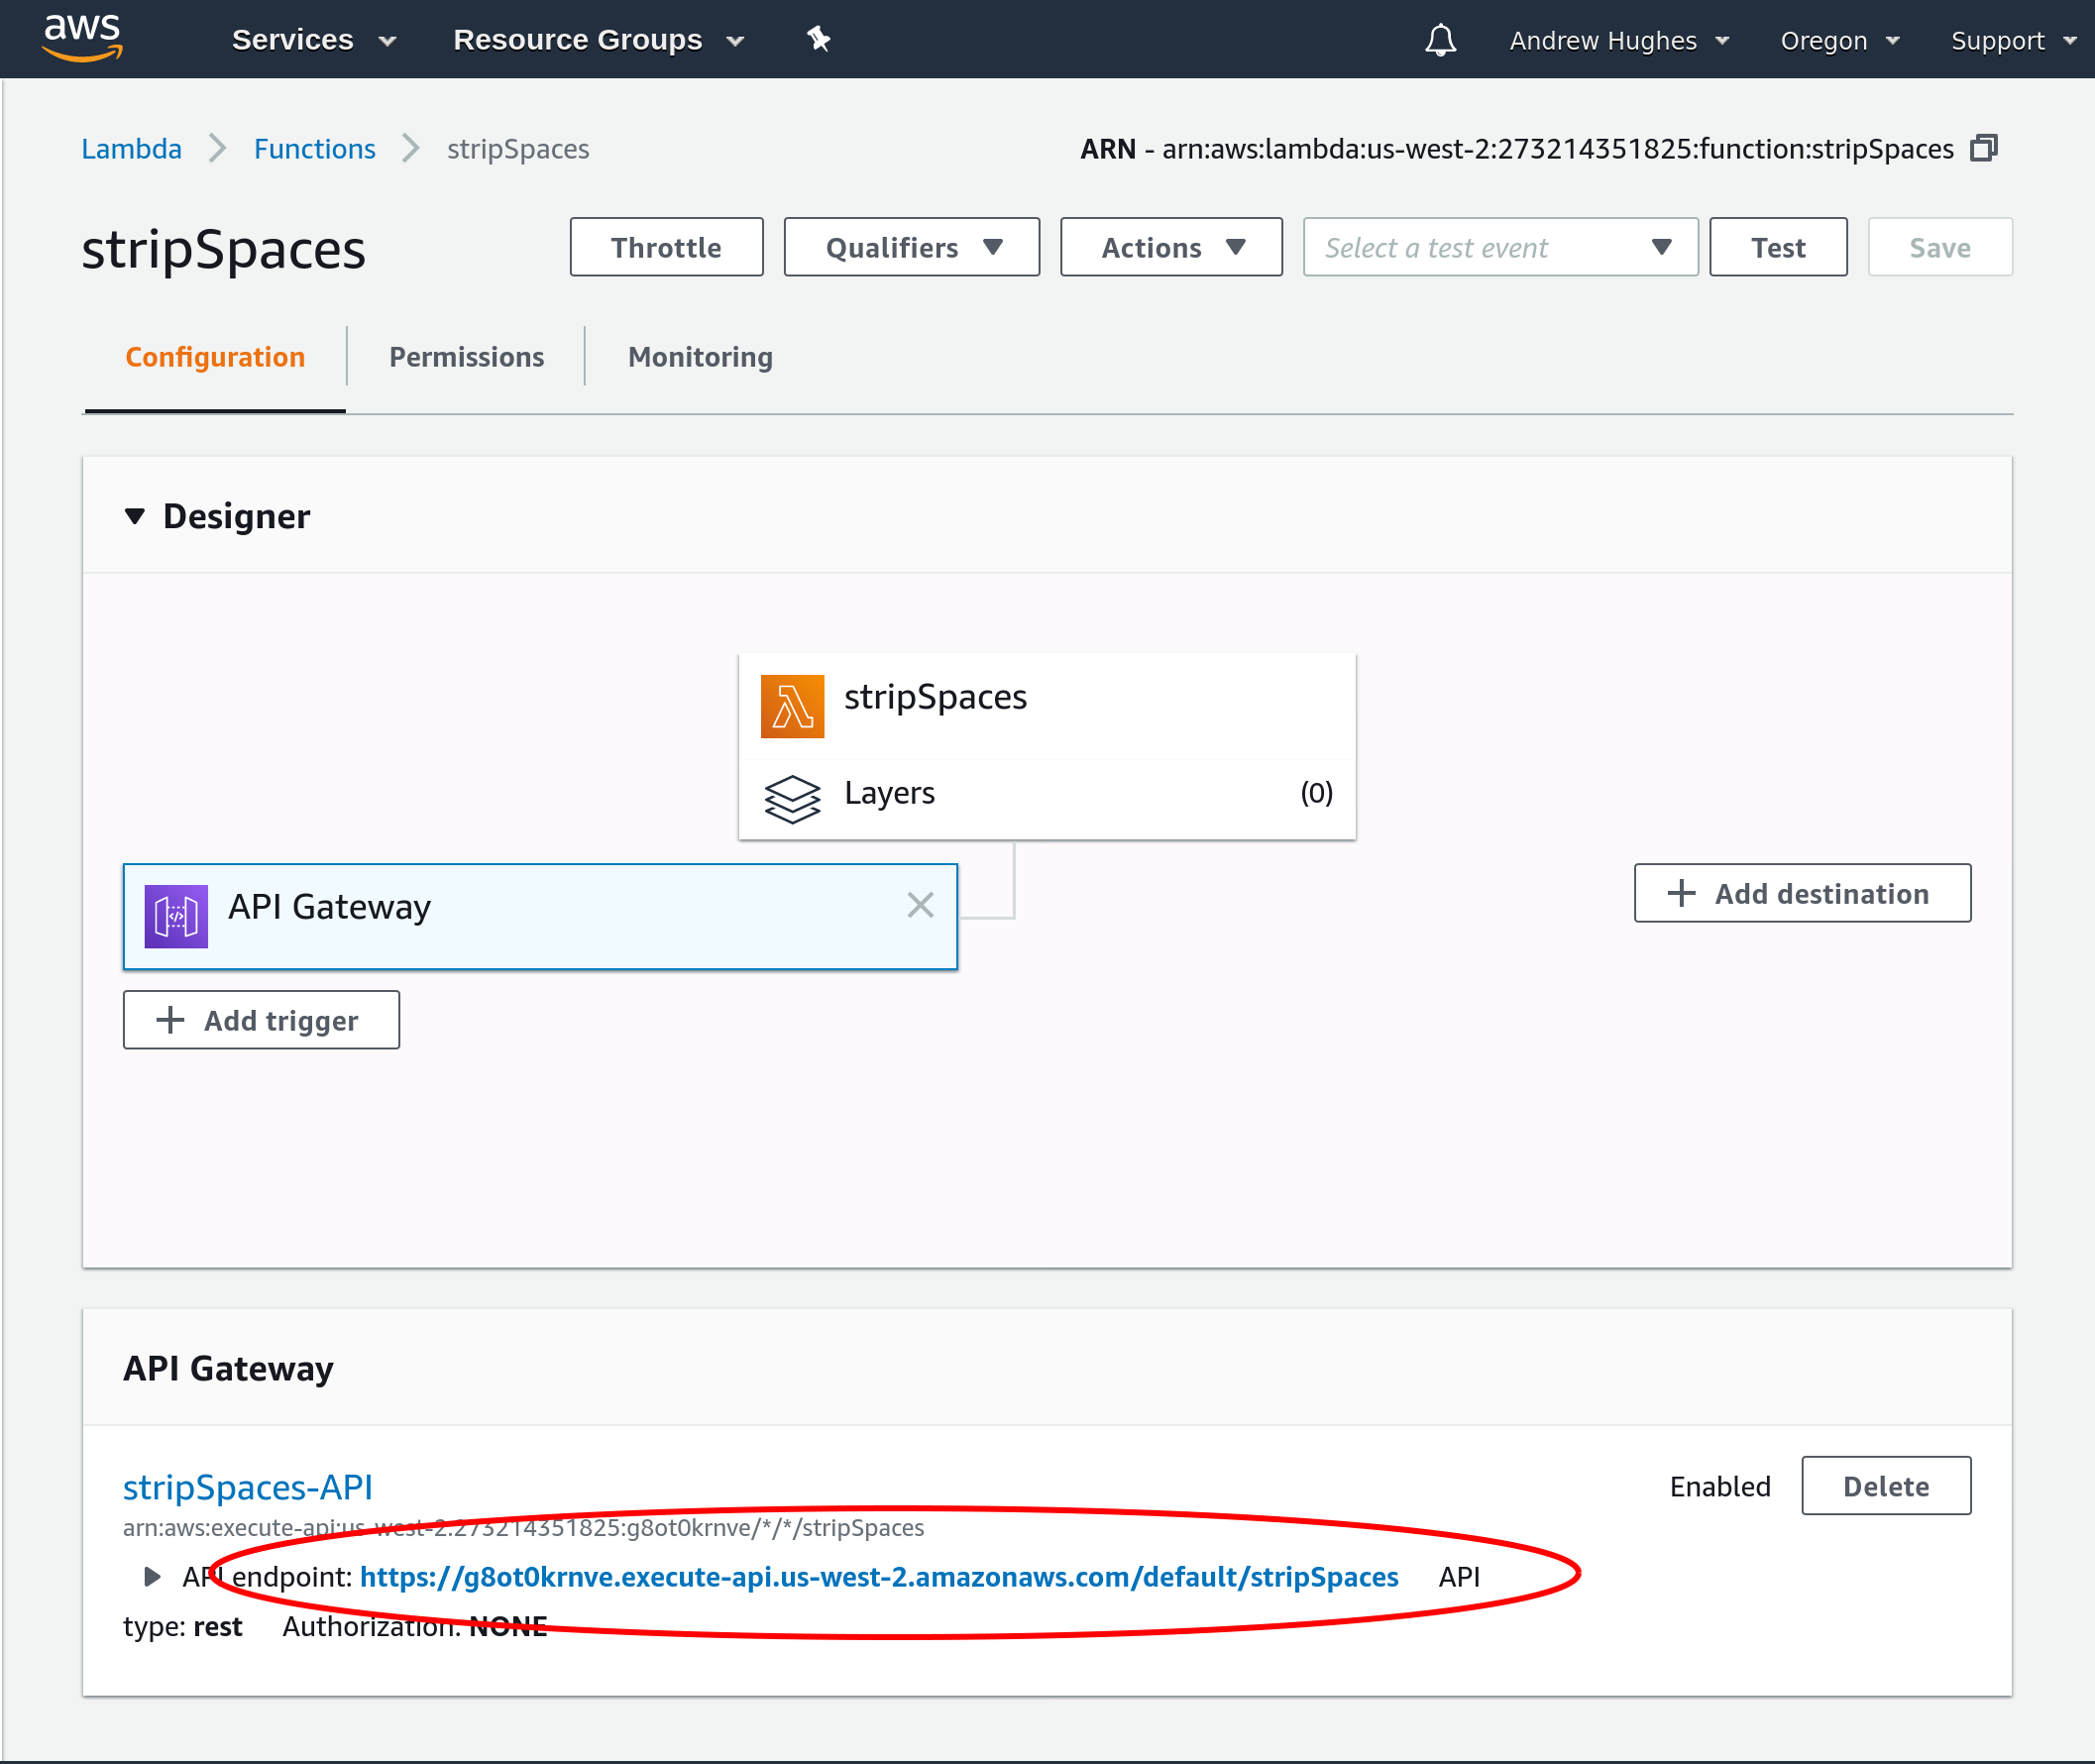 aws Services Resource Groups Andrew Hughes Oregon Support
Lambda Functions stripSpaces ARN - arn:aws:lambda:us-west-2:273214351825:function:stripSpaces
stripSpaces Throttle Qualifiers Actions Select a test event Test Save
Configuration Permissions Monitoring
Designer
stripSpaces
Layers (0)
API Gateway
+ Add destination
+ Add trigger
API Gateway
stripSpaces-API Enabled Delete
arn:aws:execute-api:us-west-2:273214351825:g8ot0krnve/*/*/stripSpaces
API endpoint: https://g8ot0krnve.execute-api.us-west-2.amazonaws.com/default/stripSpaces API
type: rest Authorization: NONE